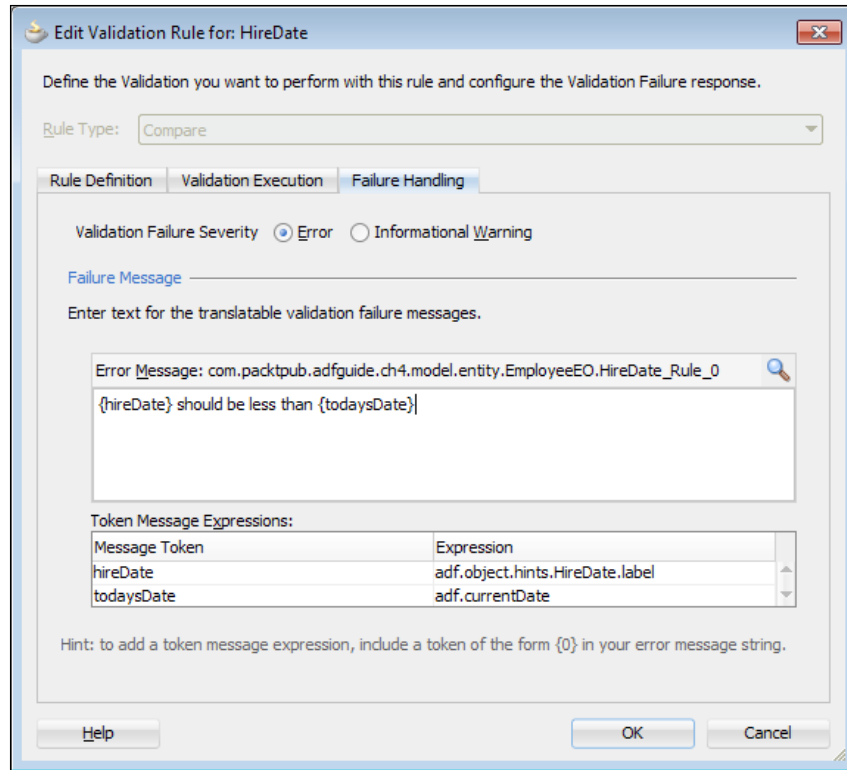 Edit Validation Rule for: HireDate
Define the Validation you want to perform with this rule and configure the Validation Failure response.
Rule Type: Compare
Rule Definition Validation Execution Failure Handling
Validation Failure Severity Error Informational Warning
Failure Message
Enter text for the translatable validation failure messages.
Error Message: com.packtpub.adfguide.ch4.model.entity.EmployeeEO.HireDate_Rule_0
{hireDate} should be less than {todaysDate}
Token Message Expressions:
Message Token Expression
hireDate adf.object.hints.HireDate.label
todaysDate adf.currentDate
Hint: to add a token message expression, include a token of the form {0} in your error message string.
Help OK Cancel